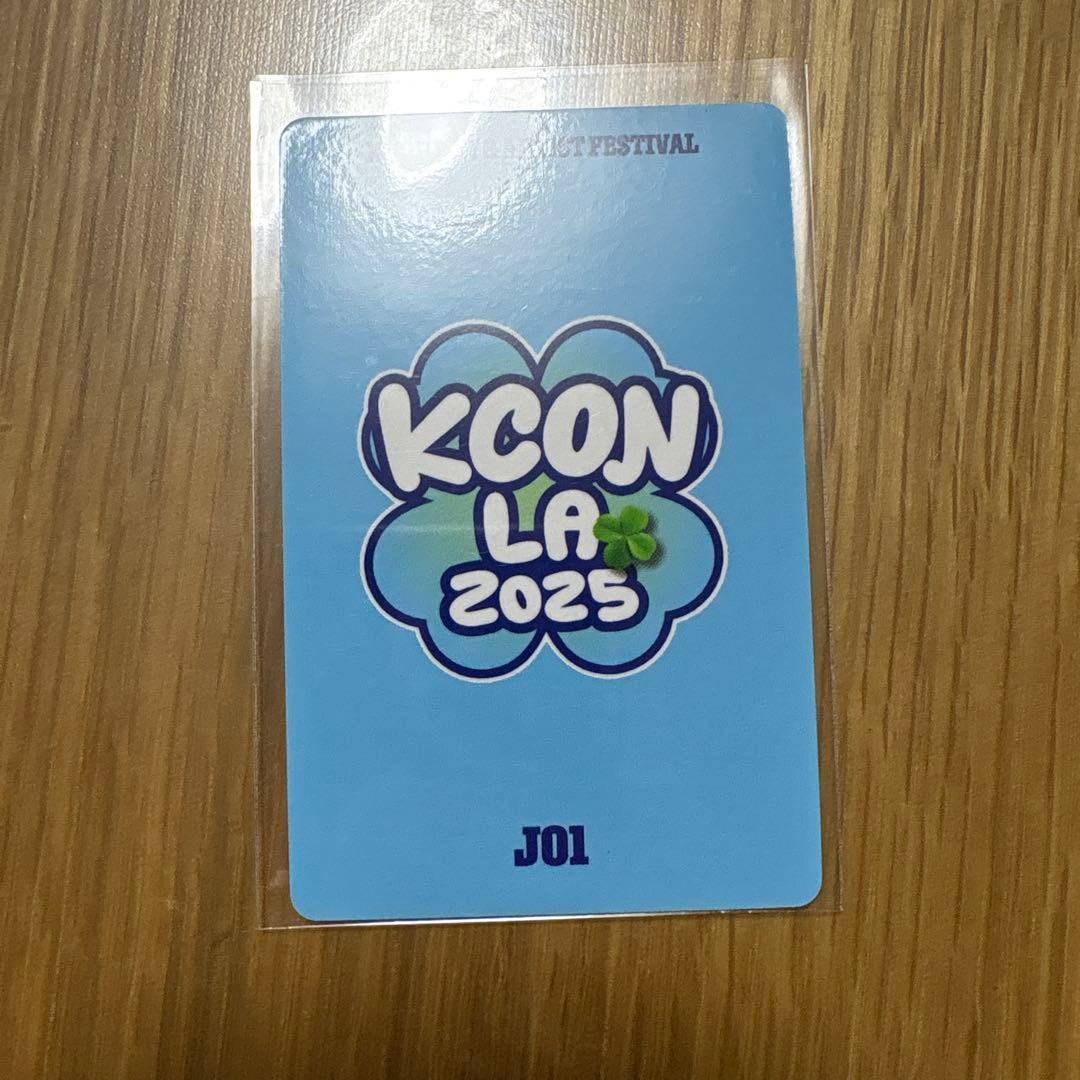 FESTIVAL
KCON
LA
2025
JO1